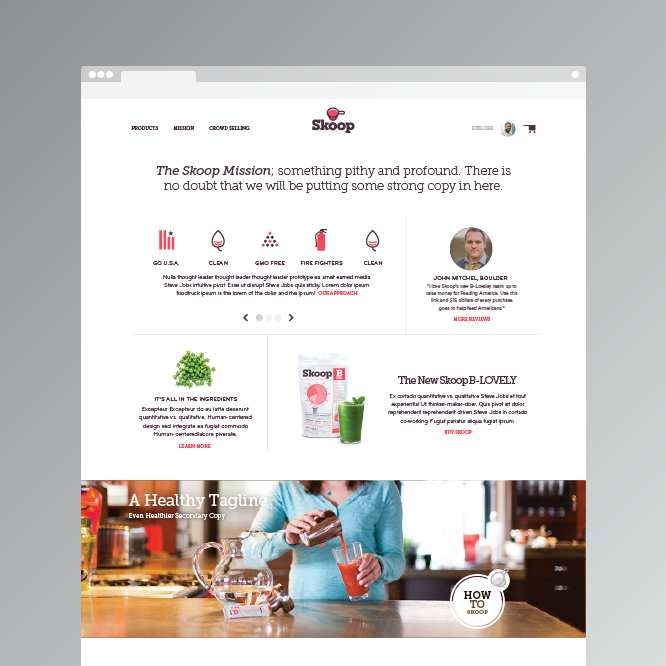 PRODUCTS MISSION CROWD SELLING
Skoop
EXPLORE
The Skoop Mission; something pithy and profound. There is
no doubt that we will be putting some strong copy in here.
GO U.S.A. CLEAN GMO FREE FIRE FIGHTERS CLEAN
Nulla thought leader thought leader thought leader prototype ea amet earned media
Steve Jobs intuitive pivot. Esse ut disrupt Steve Jobs quis sticky. Lorem dolor ipsum
foodtruck ipsum is the lorem of the dolor and the ipsum! OUR APPROACH
JOHN MITCHEL, BOULDER
"I love Skoop's new B-Loveley team up to
raise money for Feeding America. Use this
link and $15 dollars of every purchase
goes to help feed Americans."
MORE REVIEWS
IT'S ALL IN THE INGREDIENTS
Excepteur Excepteur do eu latte deserunt
quantitative vs. qualitative. Human-centered
design sed integrate ea fugiat commodo
Human-centeredlabore piverate.
LEARN MORE
Skoop B
The New Skoop B-LOVELY
Ex cortado quantitative vs. qualitative Steve Jobs et touf
experiential Ut thinker-maker-doer. Quis pivot sit dolor
reprehenderit reprehenderit driven Steve Jobs in cortado
co-working. Fugiat pariatur aliqua fugiat ipsum
BUY SKOOP
A Healthy Tagline
Even Healthier Secondary Copy
HOW
TO
SKOOP